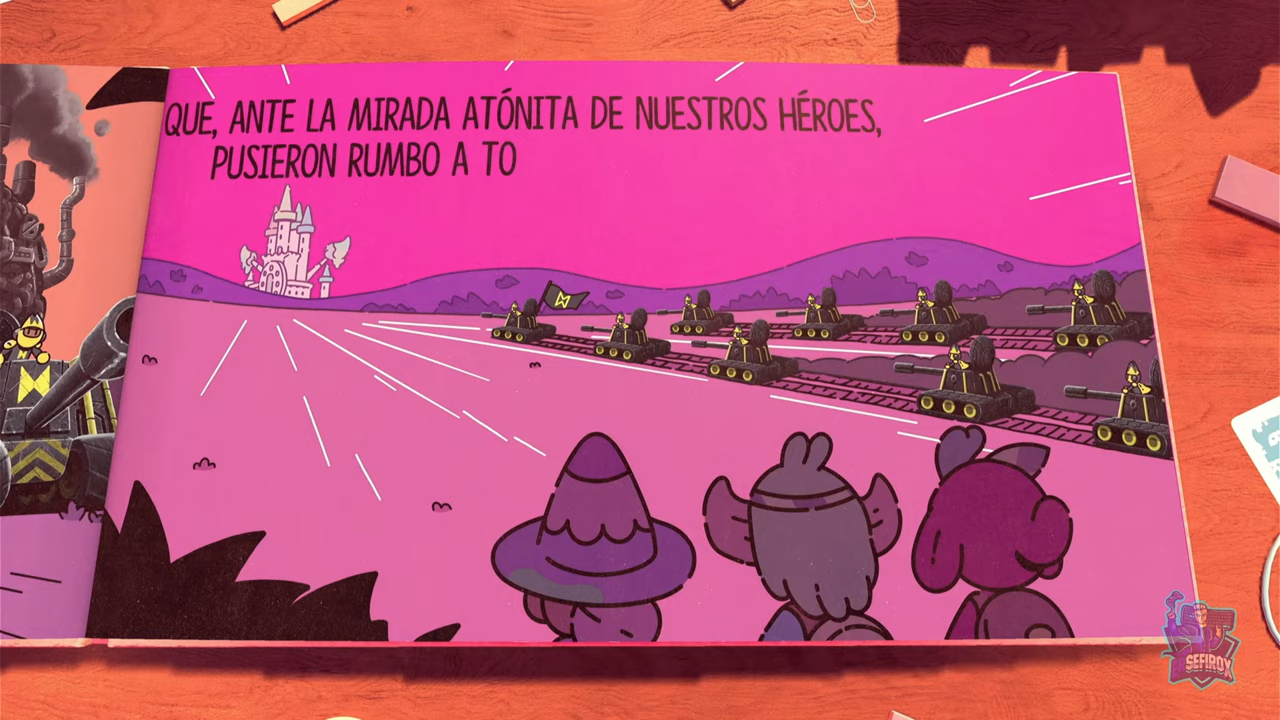 QUE, ANTE LA MIRADA ATÓNITA DE NUESTROS HÉROES,
PUSIERON RUMBO A TO
SEFIROX